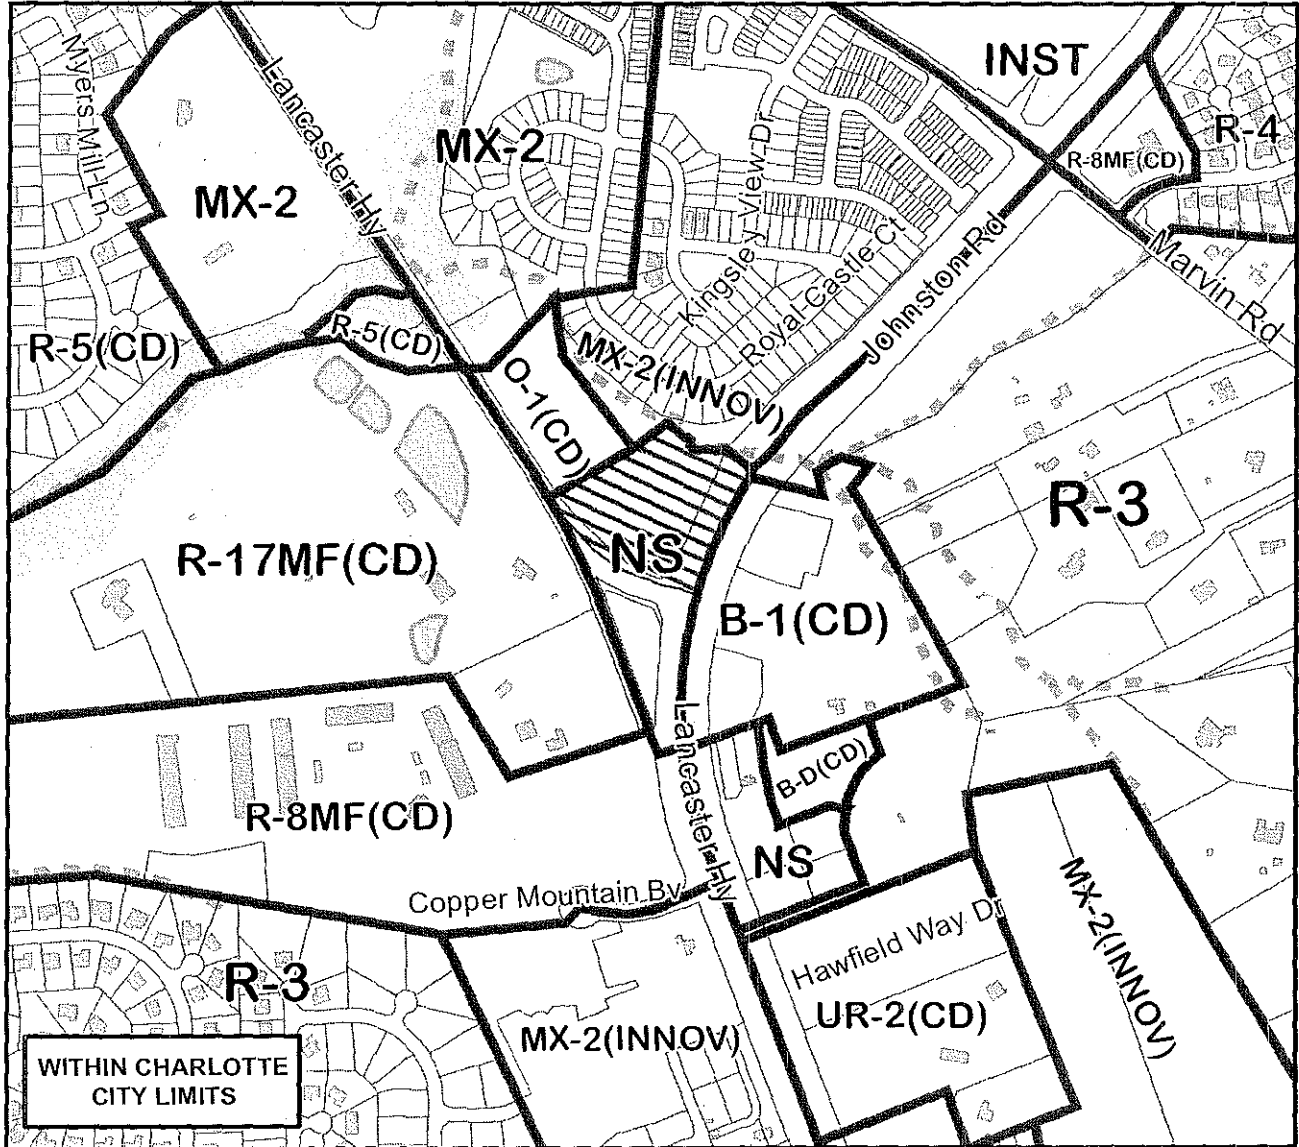 INST
Myers Mill Ln
Lancaster Hy
MX-2
R-4
R-8MF(CD)
MX-2
Kingsley View Dr
Royal Castle Ct
Johnston Rd
Marvin Rd
R-5(CD)
R-5(CD)
MX-2(INNOV)
O-1(CD)
R-3
NS
R-17MF(CD)
B-1(CD)
Lancaster Hy
B-D(CD)
R-8MF(CD)
NS
Copper Mountain Bv
MX-2(INNOV)
Hawfield Way Dr
R-3
UR-2(CD)
MX-2(INNOV)
WITHIN CHARLOTTE
CITY LIMITS